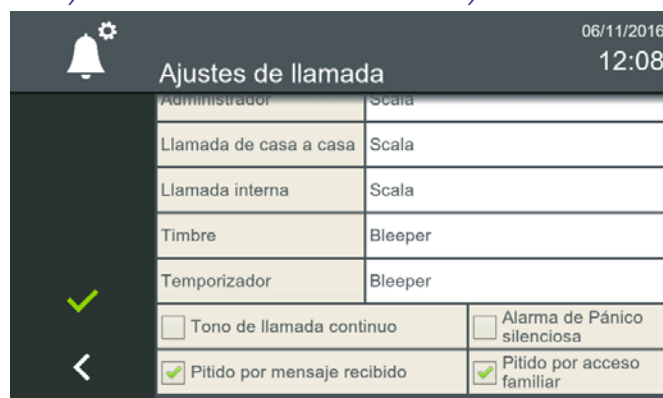 06/11/2016
12:08
Ajustes de llamada
Administrador Scala
Llamada de casa a casa Scala
Llamada interna Scala
Timbre Bleeper
Temporizador Bleeper
Tono de llamada continuo
Alarma de Pánico
silenciosa
Pitido por mensaje recibido
Pitido por acceso
familiar